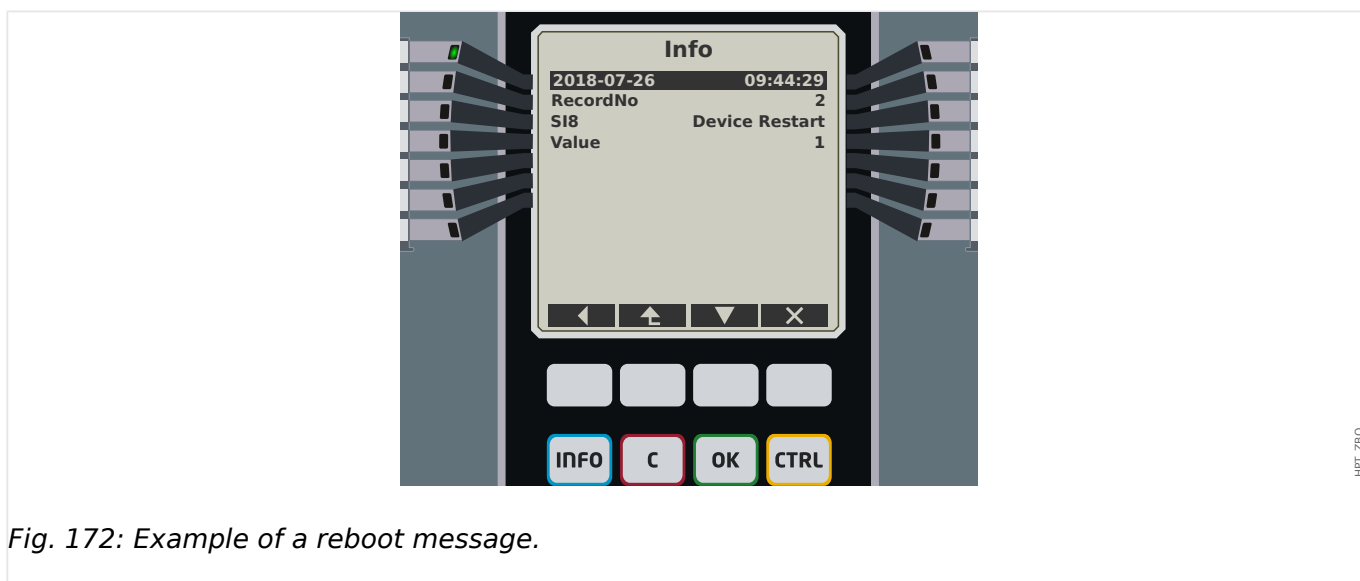 Info
2018-07-26 09:44:29
RecordNo 2
SI8 Device Restart
Value 1
INFO C OK CTRL
HPT_ZBO
Fig. 172: Example of a reboot message.